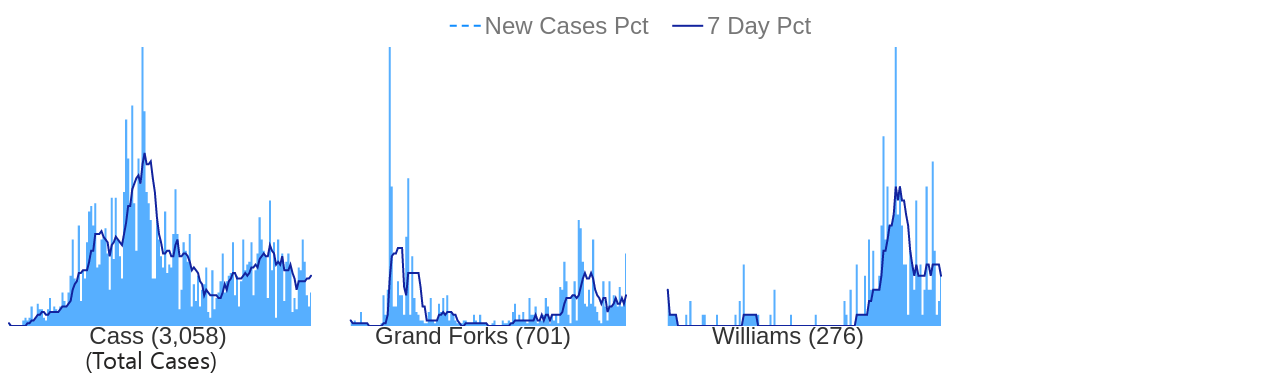 New Cases Pct 7 Day Pct
Cass (3,058) Grand Forks (701) Williams (276)
(Total Cases)